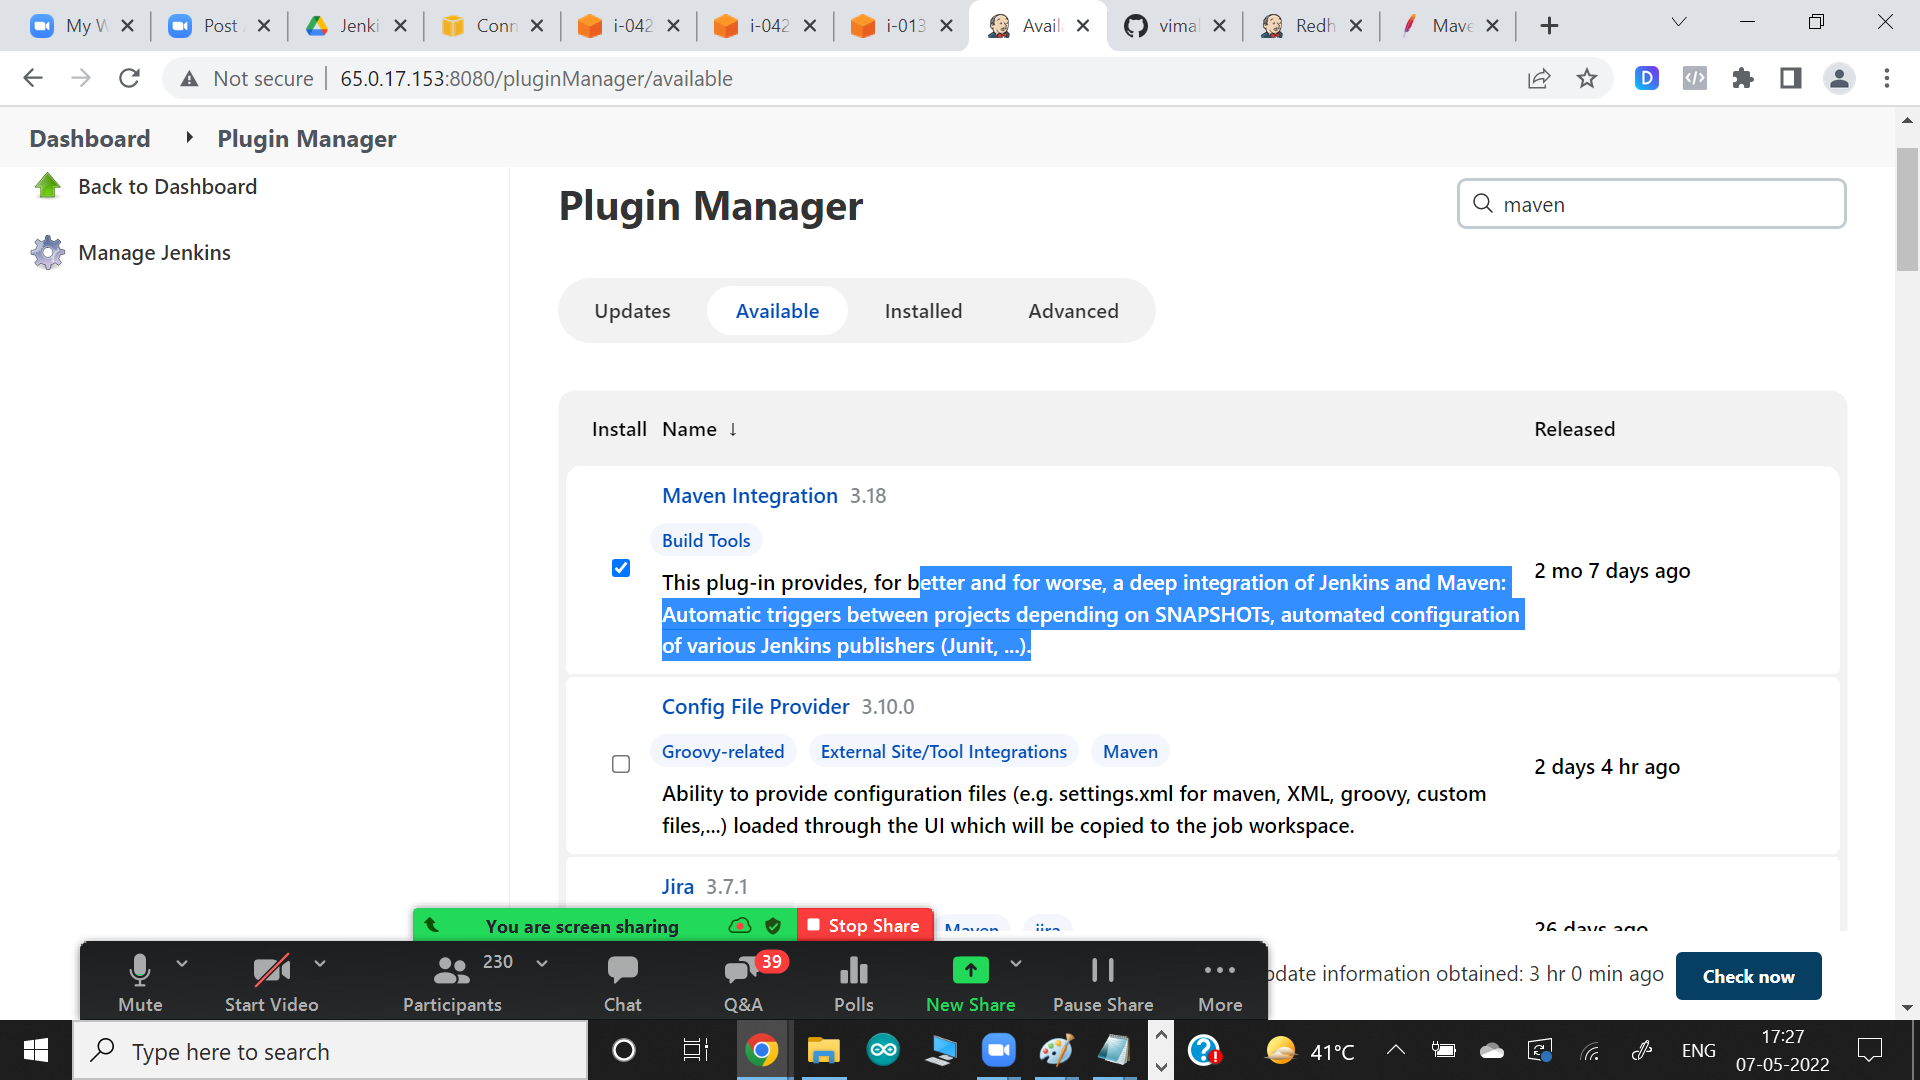 My W
Post
Jenki
Conn
i-042
i-042
i-013
Avail
vimal
Redh
Mave
Not secure
65.0.17.153:8080/pluginManager/available
Dashboard
Plugin Manager
Back to Dashboard
Manage Jenkins
Plugin Manager
maven
Updates
Available
Installed
Advanced
Install Name ↓ Released
Maven Integration 3.18
Build Tools
This plug-in provides, for better and for worse, a deep integration of Jenkins and Maven:
Automatic triggers between projects depending on SNAPSHOTs, automated configuration
of various Jenkins publishers (Junit, ...).
2 mo 7 days ago
Config File Provider 3.10.0
Groovy-related External Site/Tool Integrations Maven
Ability to provide configuration files (e.g. settings.xml for maven, XML, groovy, custom
files,...) loaded through the UI which will be copied to the job workspace.
2 days 4 hr ago
Jira 3.7.1
Maven jira
26 days ago
You are screen sharing
Stop Share
Mute
Start Video
230
Participants
Chat
39
Q&A
Polls
New Share
Pause Share
More
pdate information obtained: 3 hr 0 min ago
Check now
Type here to search
41°C
ENG
17:27
07-05-2022